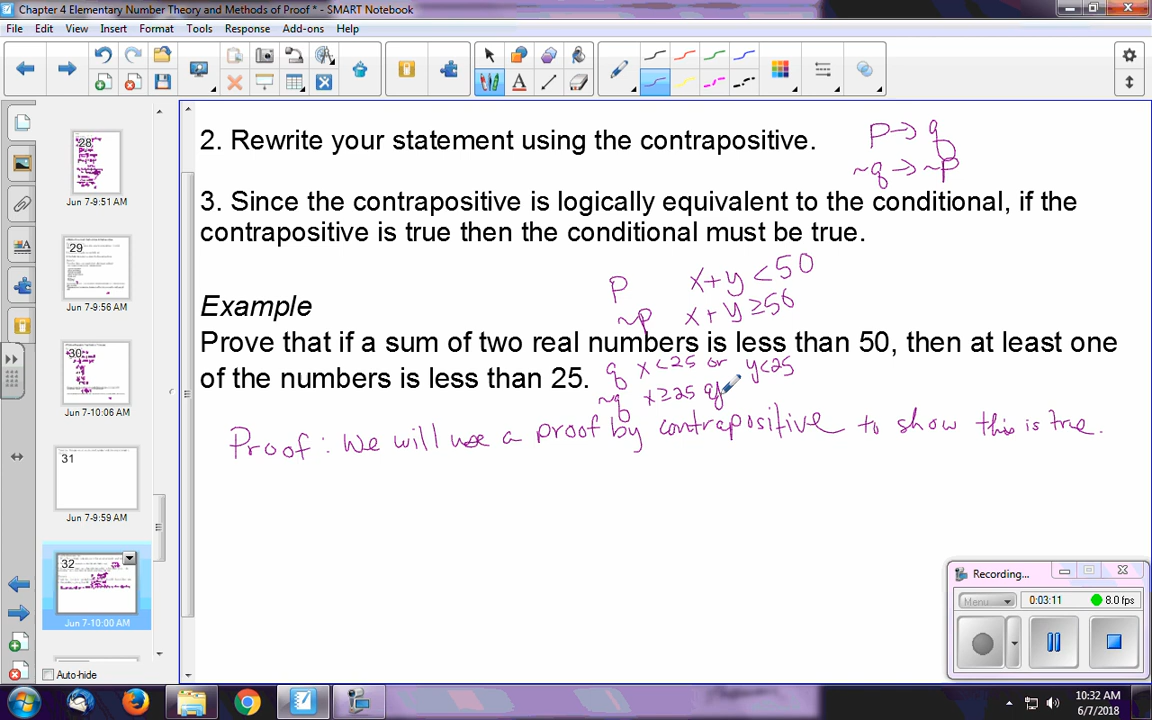 Chapter 4 Elementary Number Theory and Methods of Proof * - SMART Notebook
File Edit View Insert Format Tools Response Add-ons Help
28
Jun 7-9:51 AM
29
Jun 7-9:56 AM
30
Jun 7-10:06 AM
31
Jun 7-9:59 AM
32
Jun 7-10:00 AM
Auto-hide
2. Rewrite your statement using the contrapositive.
p → q
~q → ~p
3. Since the contrapositive is logically equivalent to the conditional, if the
contrapositive is true then the conditional must be true.
p x+y < 50
~p x+y ≥ 50
Example
Prove that if a sum of two real numbers is less than 50, then at least one
of the numbers is less than 25.
q x < 25 or y < 25
~q x ≥ 25
Proof: We will use a proof by contrapositive to show this is true.
Recording...
Menu 0:03:11 8.0 fps
10:32 AM
6/7/2018